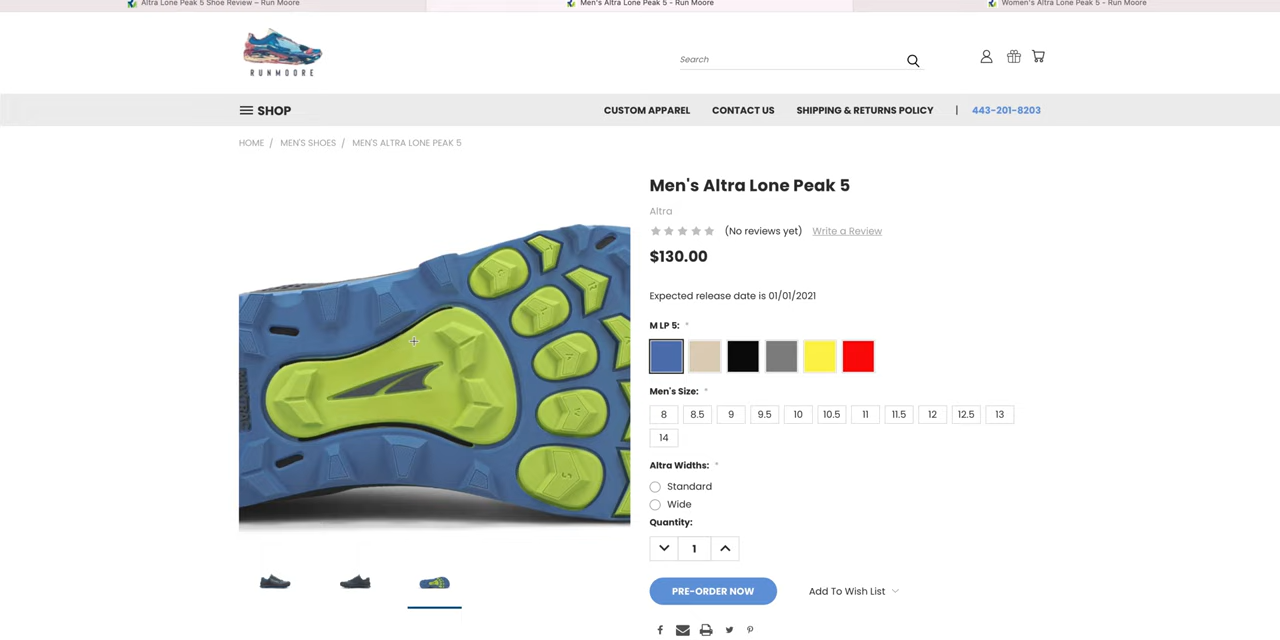 Altra Lone Peak 5 Shoe Review – Run Moore
Men's Altra Lone Peak 5 - Run Moore
Women's Altra Lone Peak 5 - Run Moore
RUNMOORE
Search
SHOP
CUSTOM APPAREL
CONTACT US
SHIPPING & RETURNS POLICY
|
443-201-8203
HOME / MEN'S SHOES / MEN'S ALTRA LONE PEAK 5
Men's Altra Lone Peak 5
Altra
(No reviews yet) Write a Review
$130.00
Expected release date is 01/01/2021
M LP 5: *
Men's Size: *
8 8.5 9 9.5 10 10.5 11 11.5 12 12.5 13
14
Altra Widths: *
Standard
Wide
Quantity:
1
PRE-ORDER NOW
Add To Wish List